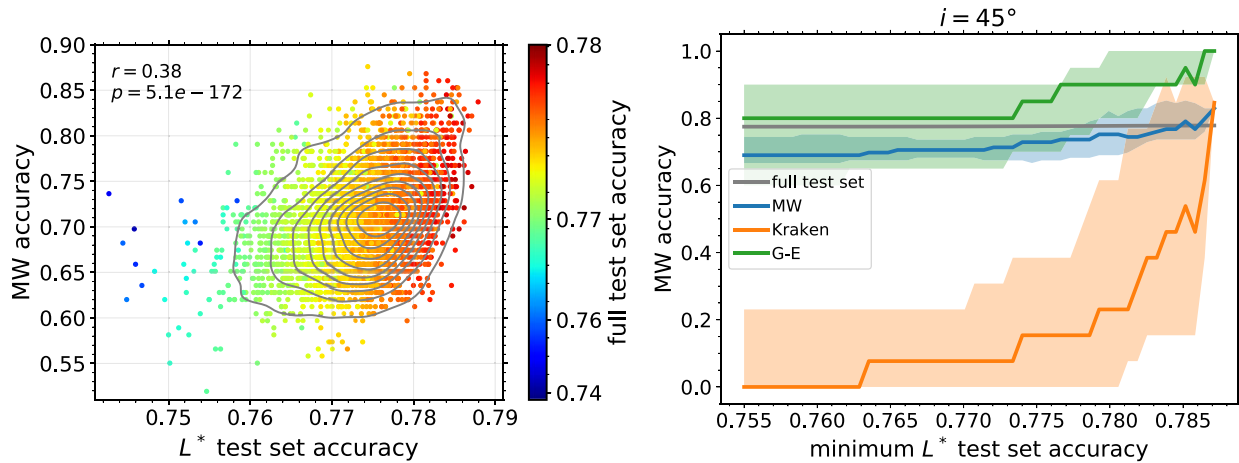 0.90
0.85
0.80
0.75
0.70
0.65
0.60
0.55
MW accuracy
r = 0.38
p = 5.1e − 172
0.75 0.76 0.77 0.78 0.79
L* test set accuracy
0.78
0.77
0.76
0.74
full set accuracy
i = 45°
1.0
0.8
0.6
0.4
0.2
0.0
MW accuracy
full test set
MW
Kraken
G-E
0.755 0.760 0.765 0.770 0.775 0.780 0.785
minimum L* test set accuracy